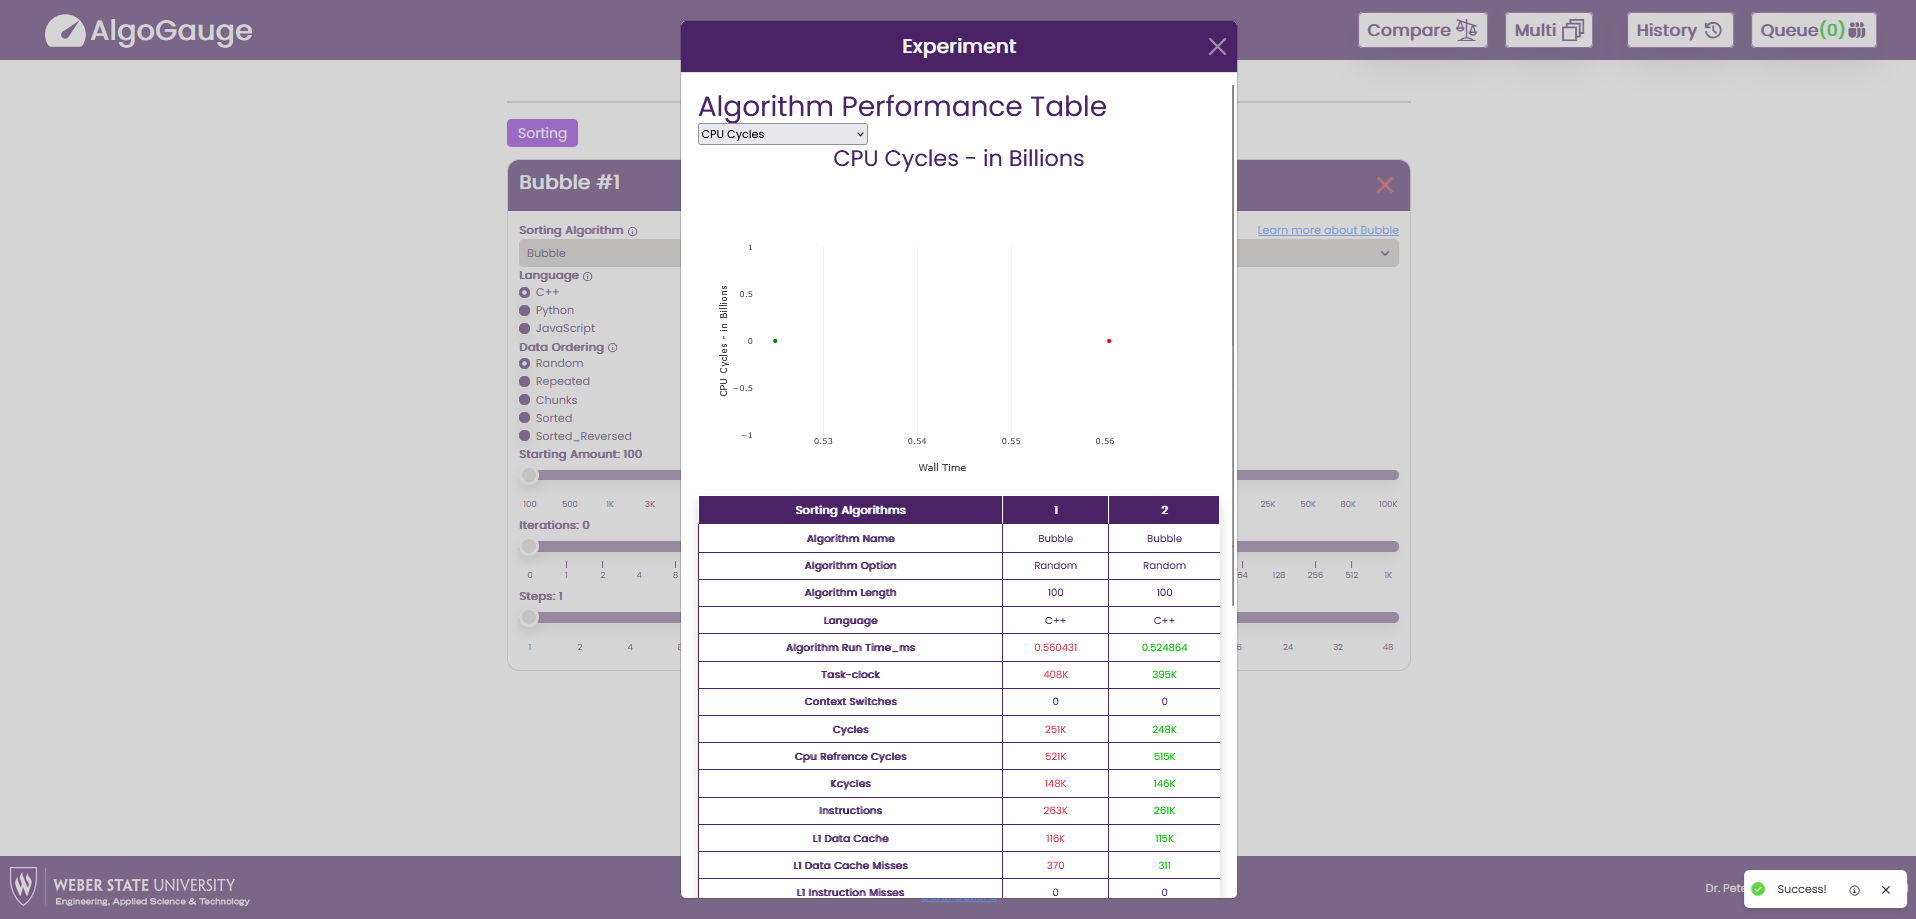 AlgoGauge
Compare
Multi
History
Queue(0)
Experiment
Algorithm Performance Table
CPU Cycles
CPU Cycles - in Billions
1
0.5
0
−0.5
−1
CPU Cycles - in Billions
0.53 0.54 0.55 0.56
Wall Time
Sorting Algorithms 1 2
Algorithm Name Bubble Bubble
Algorithm Option Random Random
Algorithm Length 100 100
Language C++ C++
Algorithm Run Time_ms 0.560431 0.524864
Task-clock 408K 395K
Context Switches 0 0
Cycles 251K 248K
Cpu Refrence Cycles 521K 515K
Kcycles 148K 146K
Instructions 263K 261K
L1 Data Cache 116K 115K
L1 Data Cache Misses 370 311
L1 Instruction Misses 0 0
Sorting
Bubble #1
Sorting Algorithm
Learn more about Bubble
Bubble
Language
C++
Python
JavaScript
Data Ordering
Random
Repeated
Chunks
Sorted
Sorted_Reversed
Starting Amount: 100
100 500 1K 3K 25K 50K 80K 100K
Iterations: 0
0 1 2 4 8 64 128 256 512 1K
Steps: 1
1 2 4 24 32 48
WEBER STATE UNIVERSITY
Engineering, Applied Science & Technology
Dr. Pete
Success!